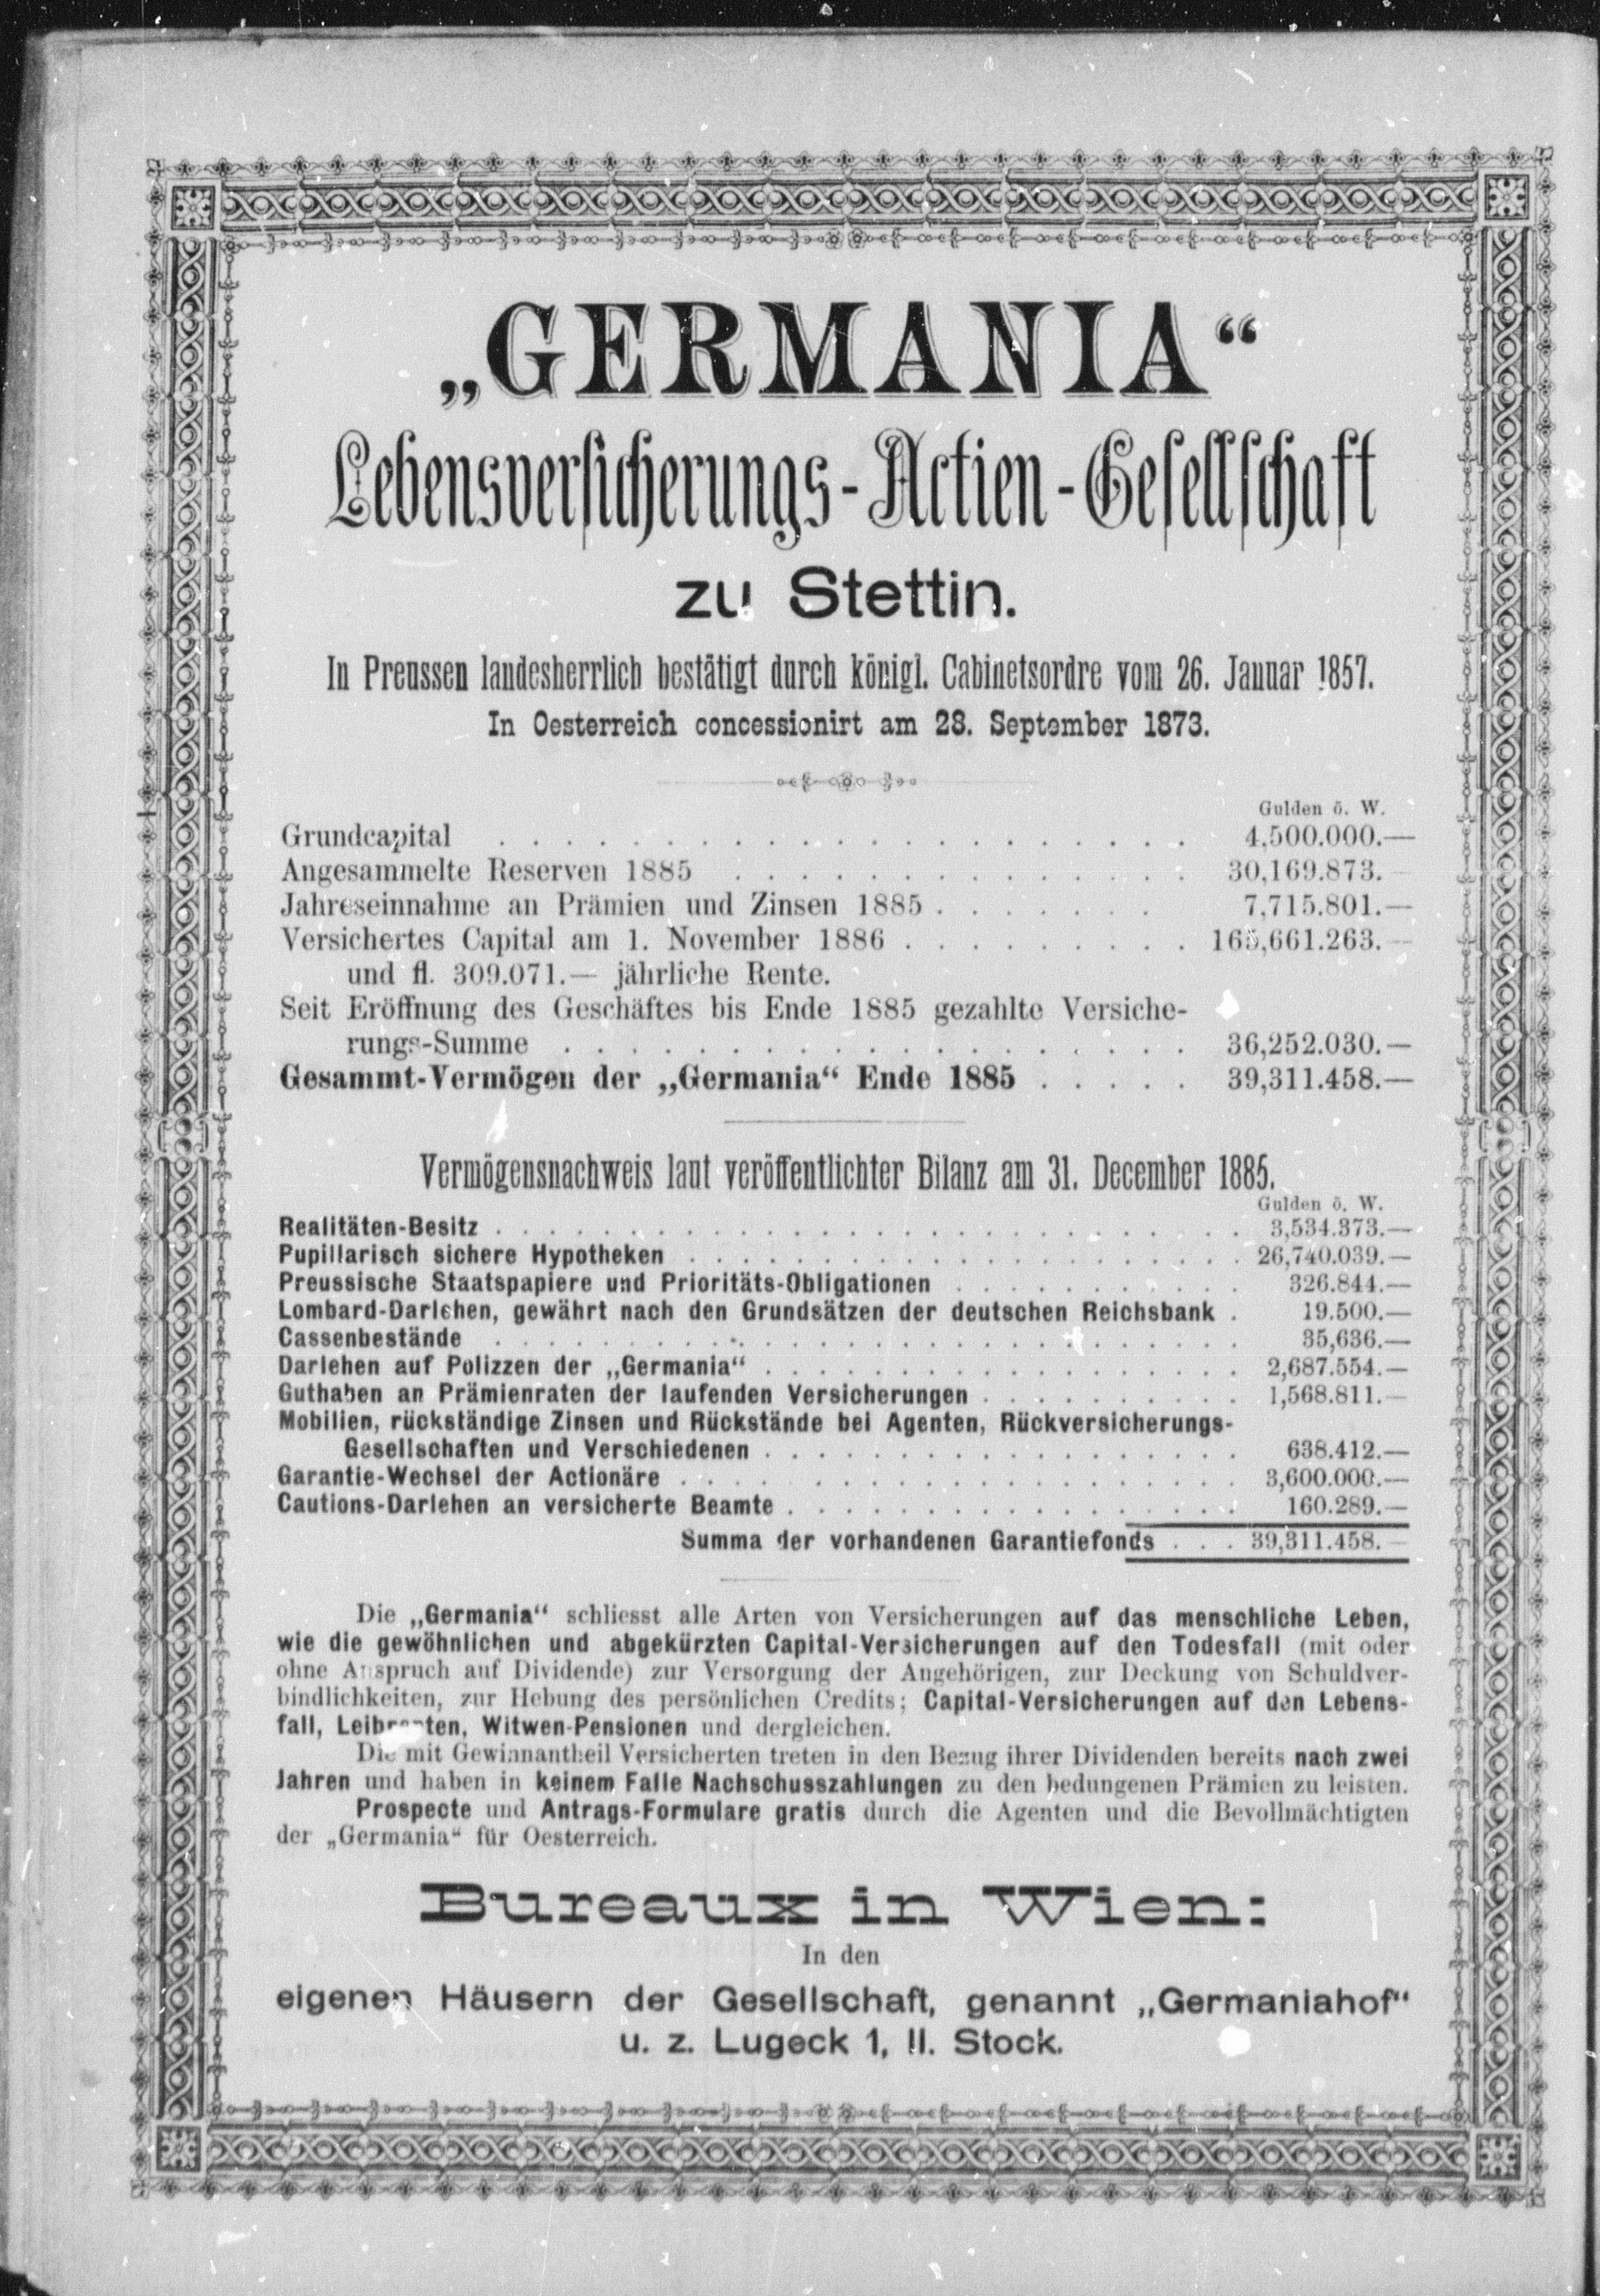 „GERMANIA“
Lebensversicherungs-Actien-Gesellschaft
zu Stettin.
In Preussen landesherrlich bestätigt durch königl. Cabinetsordre vom 26. Januar 1857.
In Oesterreich concessionirt am 28. September 1873.
Gulden ö. W.
Grundcapital . . . . . . . . . . 4,500.000.—
Angesammelte Reserven 1885 . . . . . . . . . . 30,169.873.—
Jahreseinnahme an Prämien und Zinsen 1885 . . . . . . . 7,715.801.—
Versichertes Capital am 1. November 1886 . . . . . . . . . 165,661.263.—
und fl. 309.071.— jährliche Rente.
Seit Eröffnung des Geschäftes bis Ende 1885 gezahlte Versiche-
rungs-Summe . . . . . . . . . . 36,252.030.—
Gesammt-Vermögen der „Germania“ Ende 1885 . . . . . 39,311.458.—
Vermögensnachweis laut veröffentlichter Bilanz am 31. December 1885.
Gulden ö. W.
Realitäten-Besitz . . . . . . . . . . 3,534.373.—
Pupillarisch sichere Hypotheken . . . . . . . . . . 26,740.039.—
Preussische Staatspapiere und Prioritäts-Obligationen . . . . . . . . . . 326.844.—
Lombard-Darlehen, gewährt nach den Grundsätzen der deutschen Reichsbank . 19.500.—
Cassenbestände . . . . . . . . . . 35,636.—
Darlehen auf Polizzen der „Germania“ . . . . . . . . . . 2,687.554.—
Guthaben an Prämienraten der laufenden Versicherungen . . . . . . . . . . 1,568.811.—
Mobilien, rückständige Zinsen und Rückstände bei Agenten, Rückversicherungs-
Gesellschaften und Verschiedenen . . . . . . . . . . 638.412.—
Garantie-Wechsel der Actionäre . . . . . . . . . . 3,600.000.—
Cautions-Darlehen an versicherte Beamte . . . . . . . . . . 160.289.—
Summa der vorhandenen Garantiefonds . . . 39,311.458.—
Die „Germania“ schliesst alle Arten von Versicherungen auf das menschliche Leben,
wie die gewöhnlichen und abgekürzten Capital-Versicherungen auf den Todesfall (mit oder
ohne Anspruch auf Dividende) zur Versorgung der Angehörigen, zur Deckung von Schuldver-
bindlichkeiten, zur Hebung des persönlichen Credits; Capital-Versicherungen auf den Lebens-
fall, Leibrenten, Witwen-Pensionen und dergleichen.
Die mit Gewinnantheil Versicherten treten in den Bezug ihrer Dividenden bereits nach zwei
Jahren und haben in keinem Falle Nachschusszahlungen zu den bedungenen Prämien zu leisten.
Prospecte und Antrags-Formulare gratis durch die Agenten und die Bevollmächtigten
der „Germania“ für Oesterreich.
Bureaux in Wien:
In den
eigenen Häusern der Gesellschaft, genannt „Germaniahof“
u. z. Lugeck 1, II. Stock.